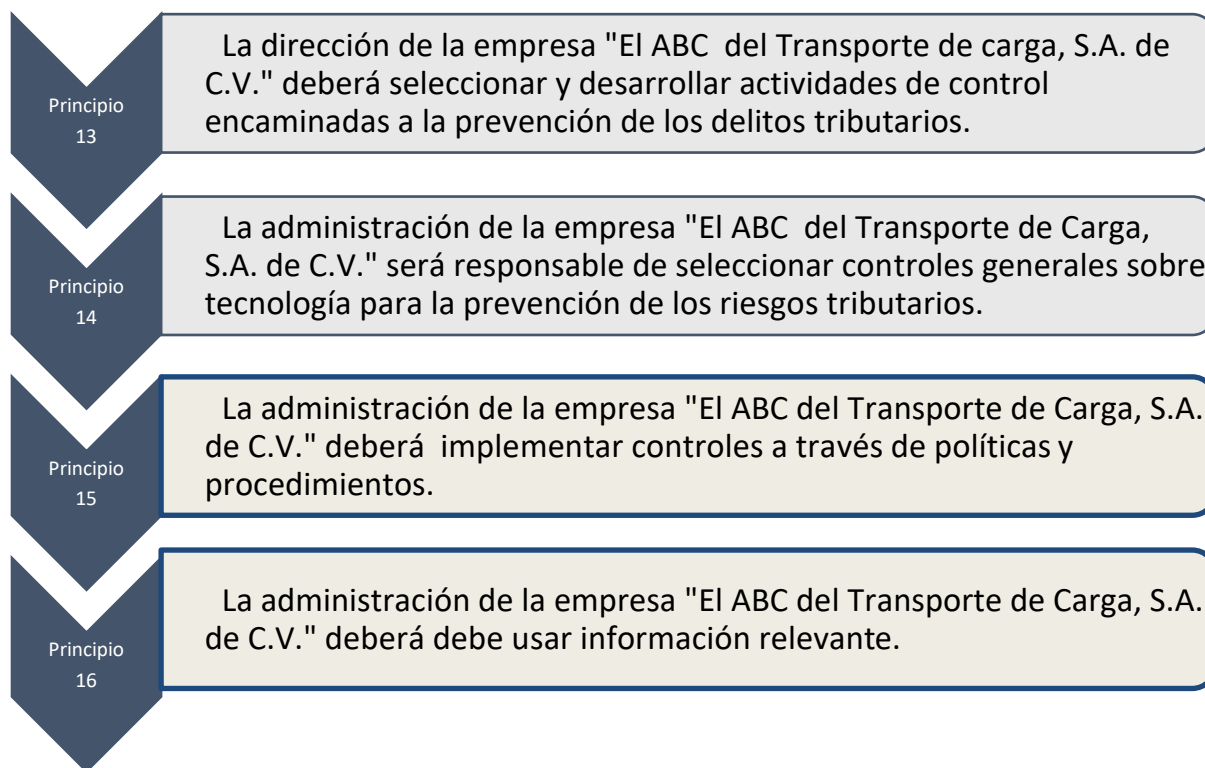 Principio
13
La dirección de la empresa "El ABC  del Transporte de carga, S.A. de
C.V." deberá seleccionar y desarrollar actividades de control
encaminadas a la prevención de los delitos tributarios.
Principio
14
La administración de la empresa "El ABC  del Transporte de Carga,
S.A. de C.V." será responsable de seleccionar controles generales sobre
tecnología para la prevención de los riesgos tributarios.
Principio
15
La administración de la empresa "El ABC del Transporte de Carga, S.A.
de C.V." deberá  implementar controles a través de políticas y
procedimientos.
Principio
16
La administración de la empresa "El ABC del Transporte de Carga, S.A.
de C.V." deberá debe usar información relevante.